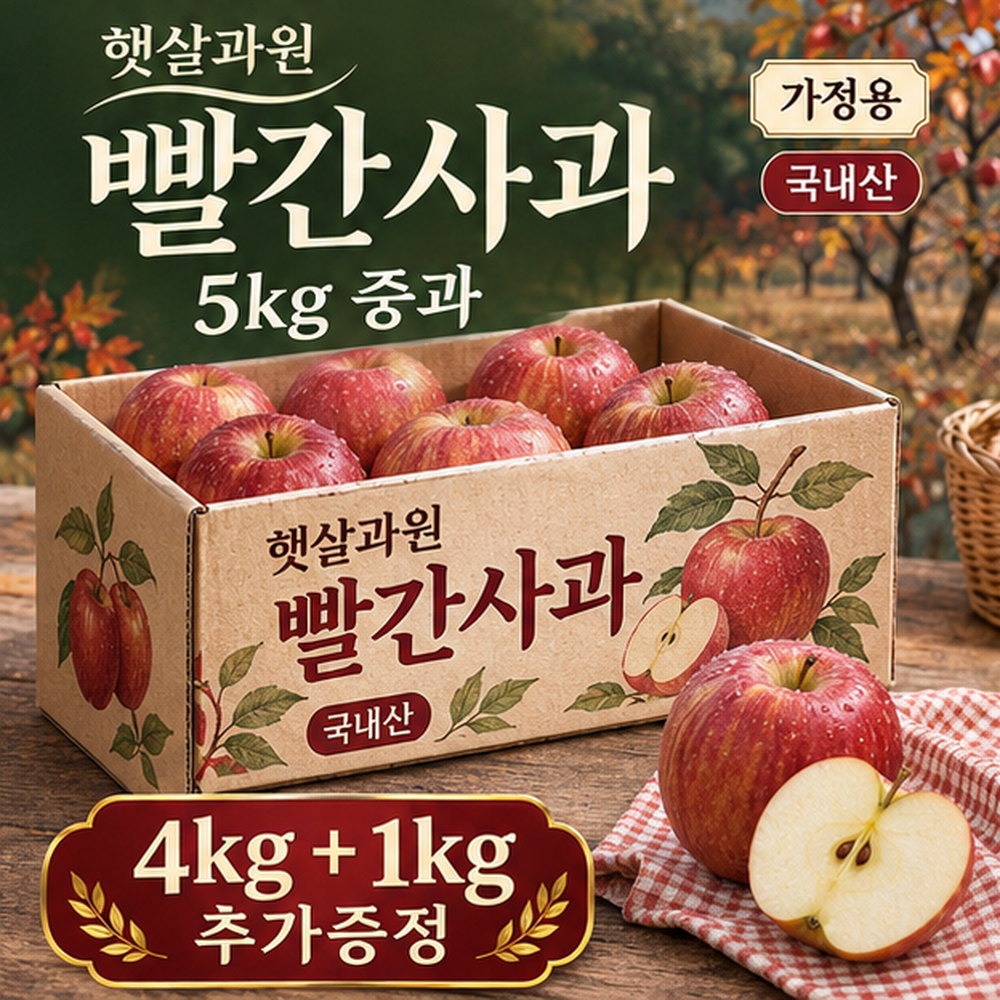 햇살과원
빨간사과
5kg 중과
가정용
국내산
햇살과원
빨간사과
국내산
4kg + 1kg
추가증정